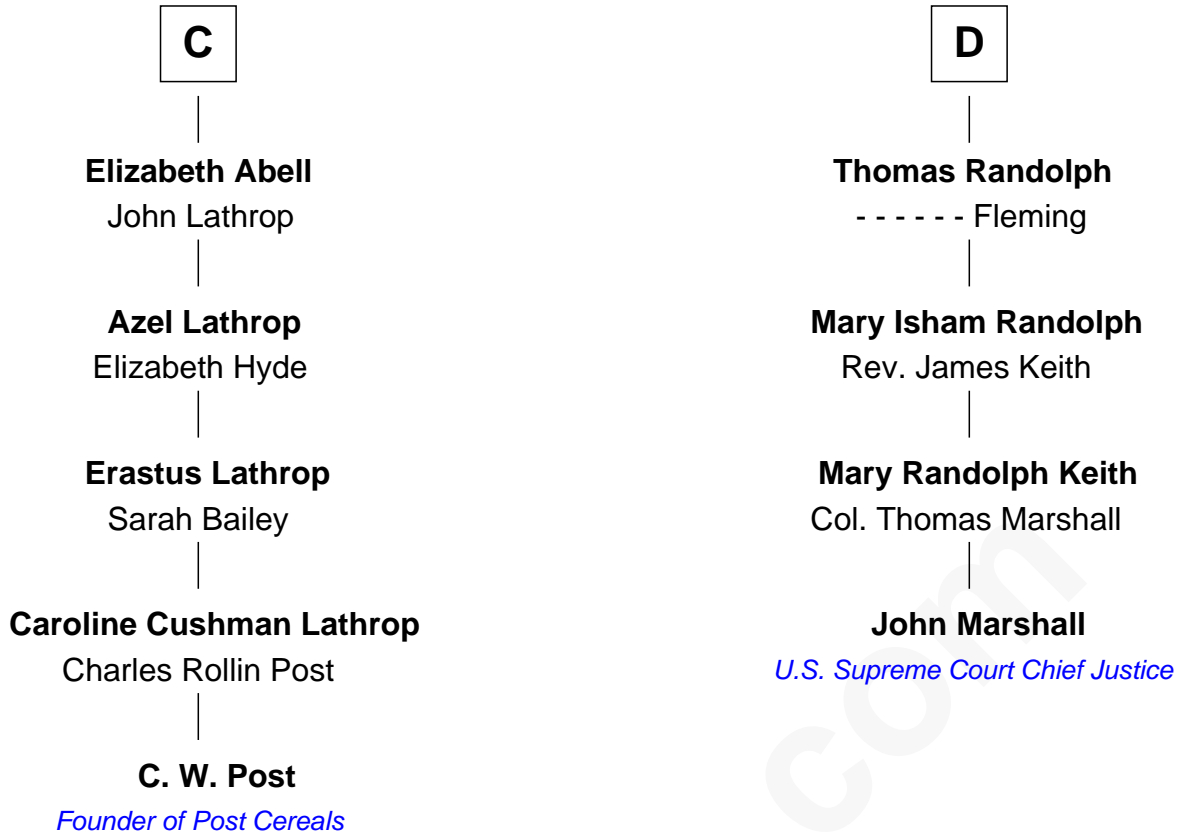 C
Elizabeth Abell
John Lathrop
Azel Lathrop
Elizabeth Hyde
Erastus Lathrop
Sarah Bailey
Caroline Cushman Lathrop
Charles Rollin Post
C. W. Post
Founder of Post Cereals
D
Thomas Randolph
- - - - - - Fleming
Mary Isham Randolph
Rev. James Keith
Mary Randolph Keith
Col. Thomas Marshall
John Marshall
U.S. Supreme Court Chief Justice
com